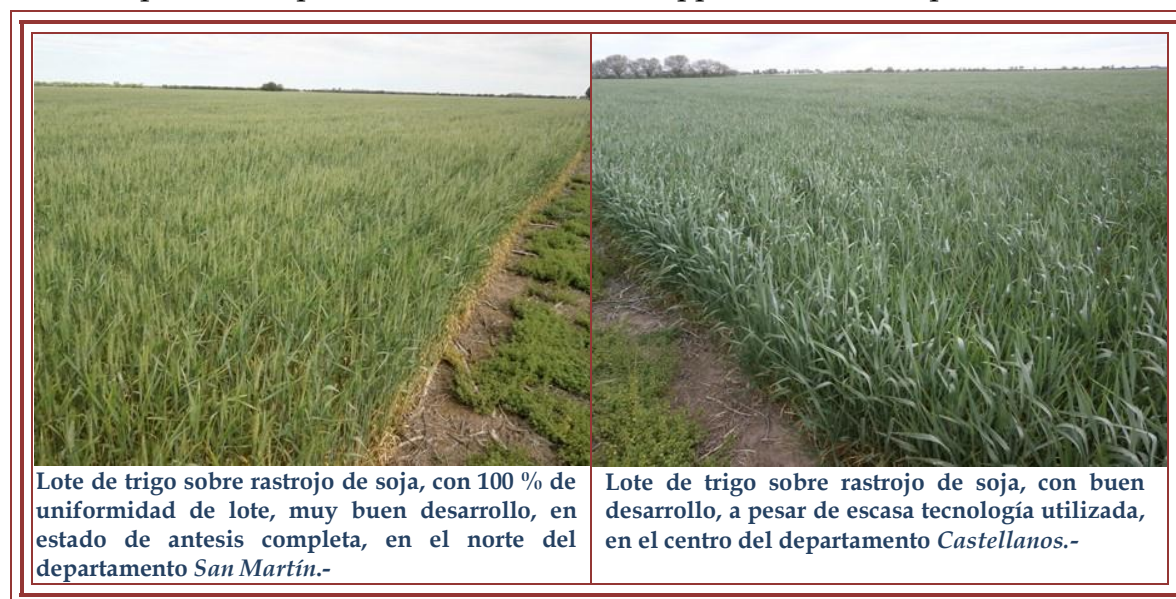 Lote de trigo sobre rastrojo de soja, con 100 % de
uniformidad de lote, muy buen desarrollo, en
estado de antesis completa, en el norte del
departamento San Martín.-
Lote de trigo sobre rastrojo de soja, con buen
desarrollo, a pesar de escasa tecnología utilizada,
en el centro del departamento Castellanos.-